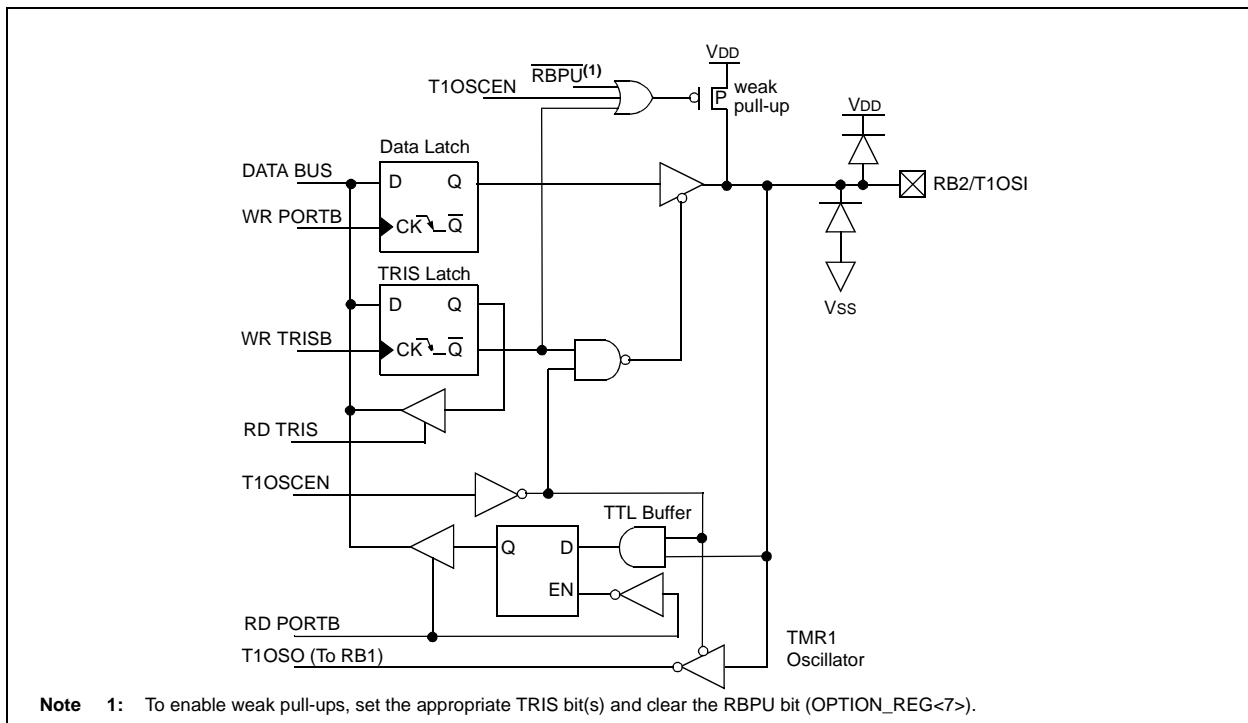 VDD
RBPU(1)
T1OSCEN
P
weak
pull-up
VDD
Data Latch
DATA BUS
D Q
RB2/T1OSI
WR PORTB
CK Q
TRIS Latch
VSS
D Q
WR TRISB
CK Q
RD TRIS
T1OSCEN
TTL Buffer
Q D
EN
RD PORTB
TMR1
Oscillator
T1OSO (To RB1)
Note 1: To enable weak pull-ups, set the appropriate TRIS bit(s) and clear the RBPU bit (OPTION_REG<7>).